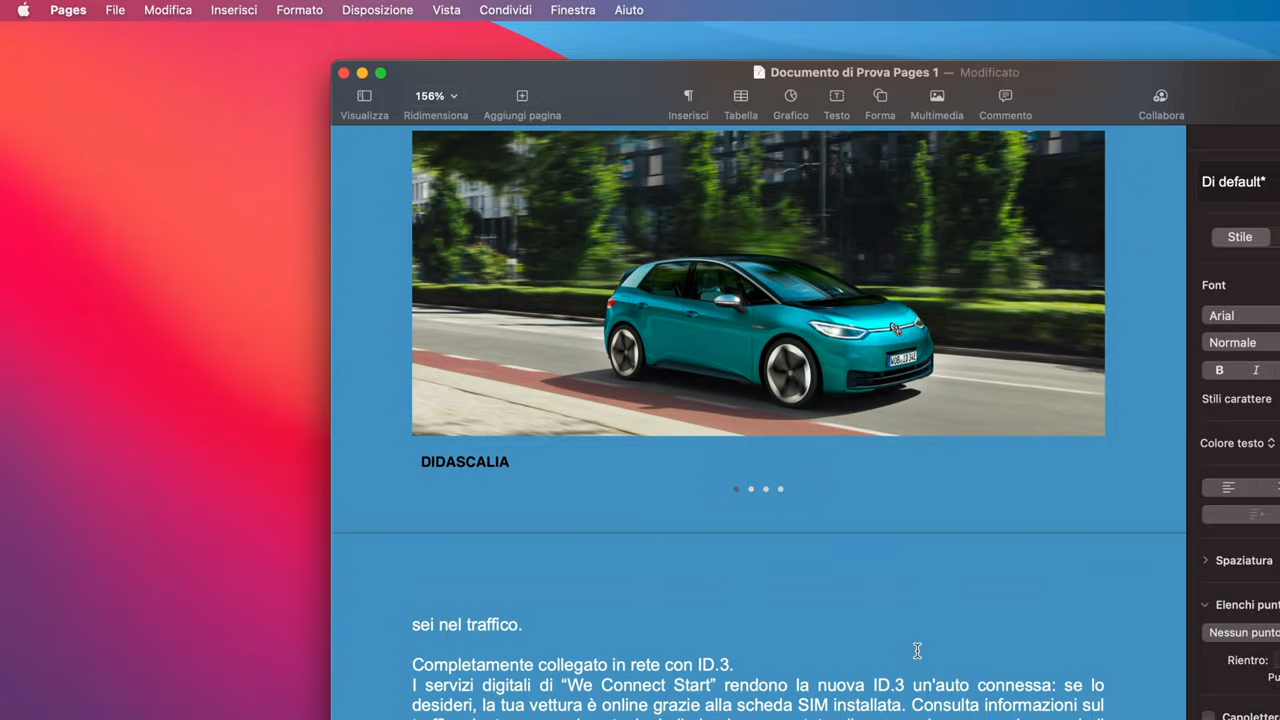 Pages File Modifica Inserisci Formato Disposizione Vista Condividi Finestra Aiuto
Documento di Prova Pages 1 — Modificato
156%
Visualizza Ridimensiona Aggiungi pagina Inserisci Tabella Grafico Testo Forma Multimedia Commento Collabora
Di default*
Stile
Font
Arial
Normale
B I
Stili carattere
Colore testo
DIDASCALIA
Spaziatura
Elenchi punt
Nessun punto
Rientro:
Pu
sei nel traffico.
Completamente collegato in rete con ID.3.
I servizi digitali di “We Connect Start” rendono la nuova ID.3 un'auto connessa: se lo
desideri, la tua vettura è online grazie alla scheda SIM installata. Consulta informazioni sul